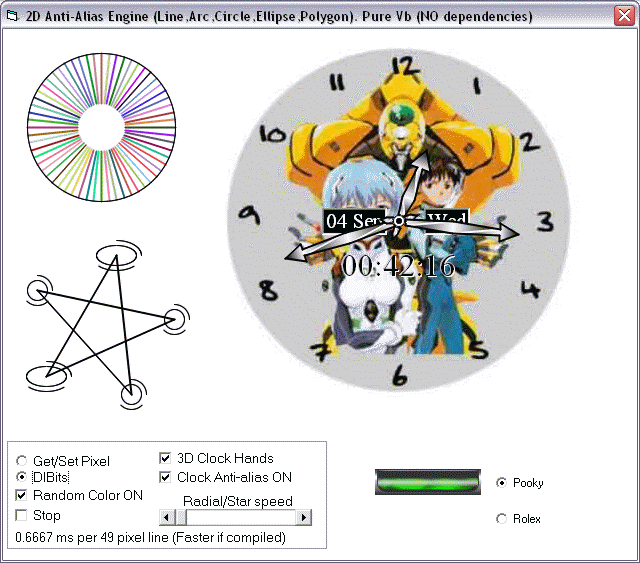 2D Anti-Alias Engine (Line,Arc,Circle,Ellipse,Polygon). Pure Vb (NO dependencies)
12
11
1
10
2
9
04 Sep
Wed
3
00:42:16
8
4
7
5
6
Get/Set Pixel
DIBits
Random Color ON
Stop
3D Clock Hands
Clock Anti-alias ON
Radial/Star speed
0.6667 ms per 49 pixel line (Faster if compiled)
Pooky
Rolex